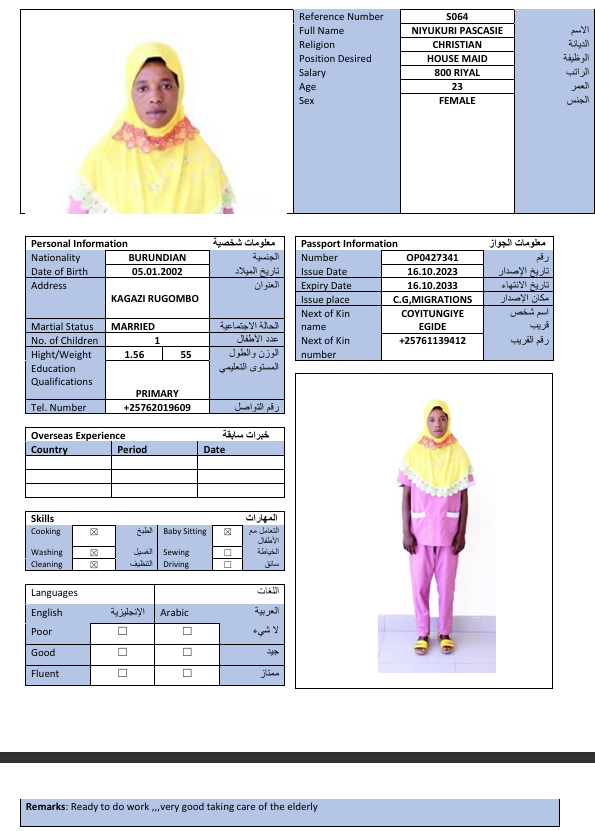 Reference Number S064
Full Name NIYUKURI PASCASIE الاسم
Religion CHRISTIAN الديانة
Position Desired HOUSE MAID الوظيفة
Salary 800 RIYAL الراتب
Age 23 العمر
Sex FEMALE الجنس
Personal Information معلومات شخصية
Nationality BURUNDIAN الجنسية
Date of Birth 05.01.2002 تاريخ الميلاد
Address العنوان
KAGAZI RUGOMBO
Martial Status MARRIED الحالة الاجتماعية
No. of Children 1 عدد الأطفال
Hight/Weight 1.56 55 الوزن والطول
Education المستوى التعليمي
Qualifications
PRIMARY
Tel. Number +25762019609 رقم التواصل
Passport Information معلومات الجواز
Number OP0427341 رقم
Issue Date 16.10.2023 تاريخ الإصدار
Expiry Date 16.10.2033 تاريخ الانتهاء
Issue place C.G,MIGRATIONS مكان الإصدار
Next of Kin COYITUNGIYE اسم شخص
name EGIDE قريب
Next of Kin +25761139412 رقم القريب
number
Overseas Experience خبرات سابقة
Country Period Date
Skills المهارات
Cooking ☒ الطبخ Baby Sitting ☒ التعامل مع
الأطفال
Washing ☒ الغسيل Sewing ☐ الخياطة
Cleaning ☒ التنظيف Driving ☐ سائق
Languages اللغات
English الإنجليزية Arabic العربية
Poor ☐ ☐ لا شيء
Good ☐ ☐ جيد
Fluent ☐ ☐ ممتاز
Remarks: Ready to do work ,,,very good taking care of the elderly